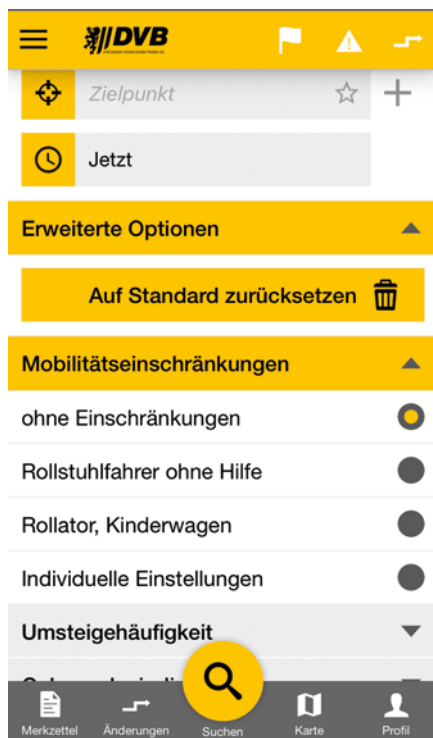 DVB
Zielpunkt
Jetzt
Erweiterte Optionen
Auf Standard zurücksetzen
Mobilitätseinschränkungen
ohne Einschränkungen
Rollstuhlfahrer ohne Hilfe
Rollator, Kinderwagen
Individuelle Einstellungen
Umsteigehäufigkeit
Merkzettel Änderungen Suchen Karte Profil